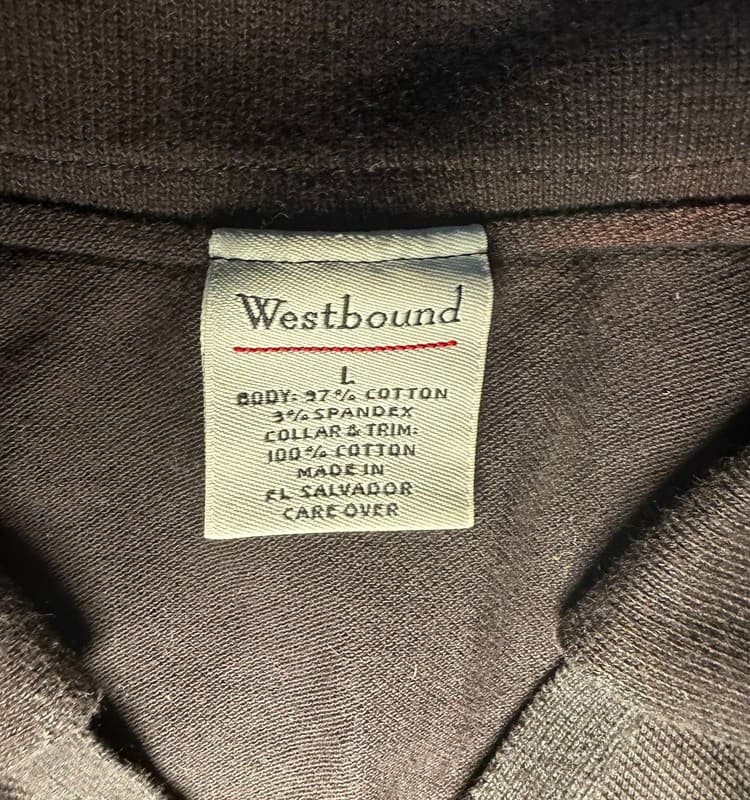 Westbound
L
BODY: 97% COTTON
3% SPANDEX
COLLAR & TRIM:
100% COTTON
MADE IN
EL SALVADOR
CARE OVER